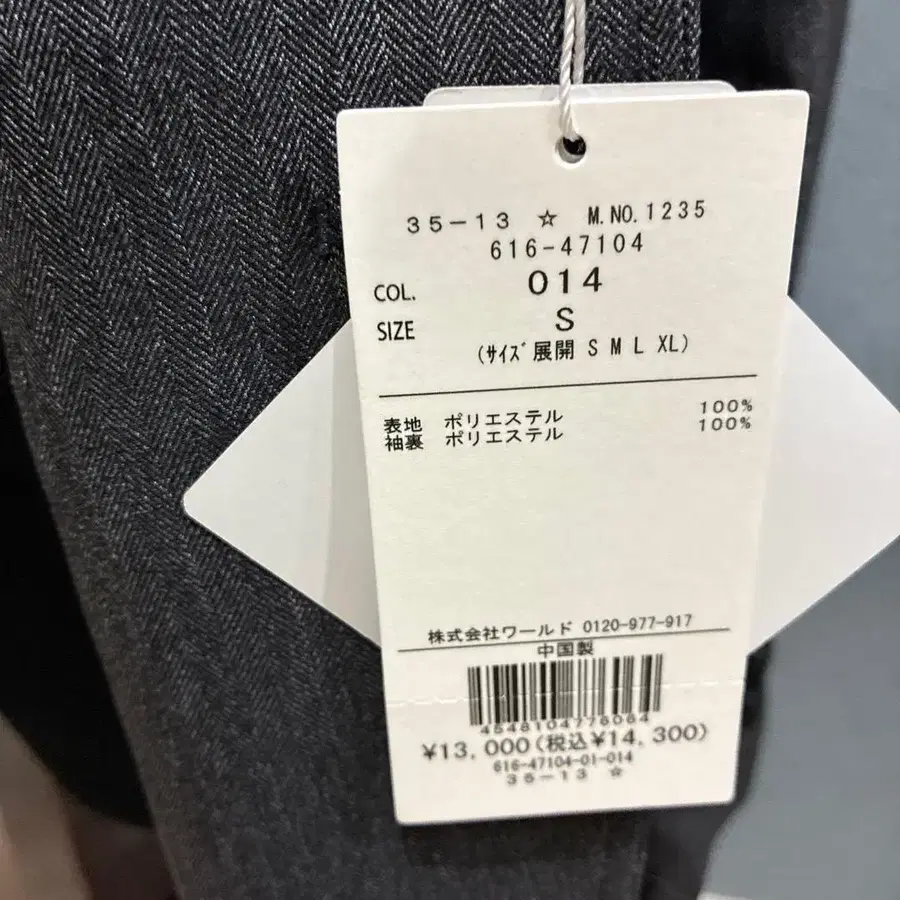 35-13 ☆ M.NO.1235
616-47104
COL. 014
SIZE S
(サイズ展開 S M L XL)
表地 ポリエステル 100%
袖裏 ポリエステル 100%
株式会社ワールド 0120-977-917
中国製
4548104778064
¥13,000(税込¥14,300)
616-47104-01-014
35-13 ☆